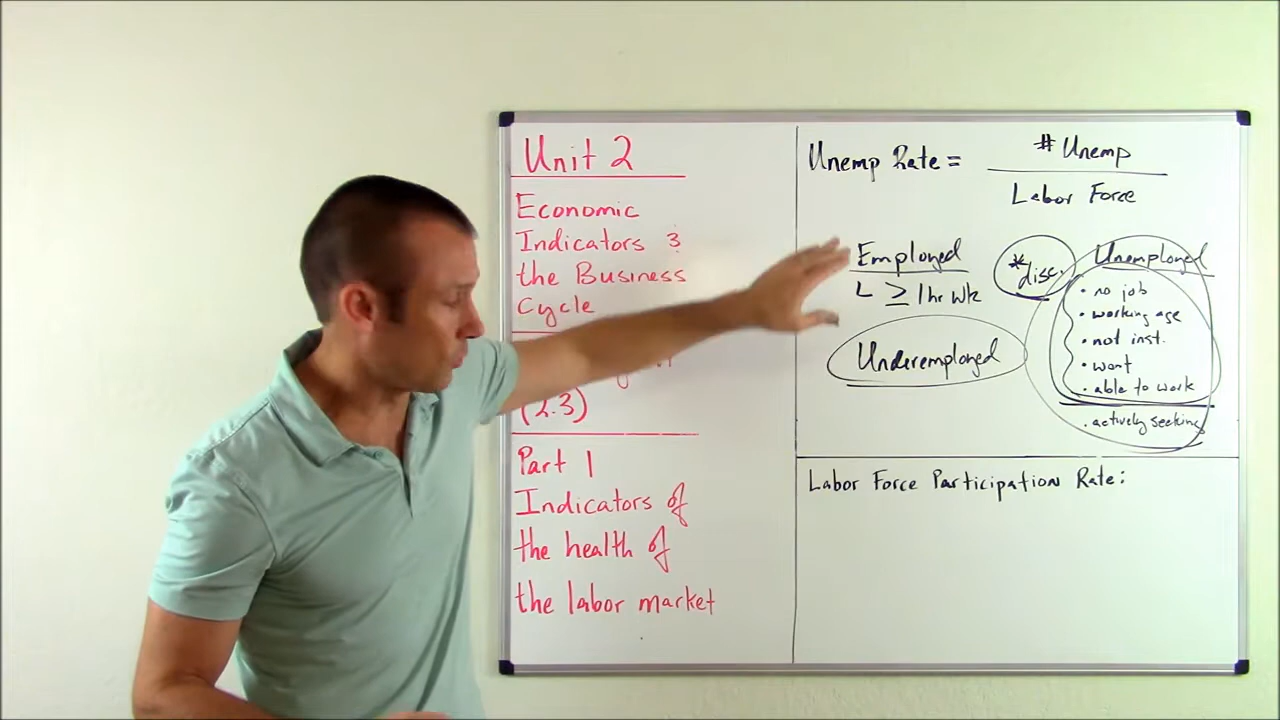 Unit 2
Economic
Indicators &
the Business
Cycle
(2.3)
Part 1
Indicators of
the health of
the labor market
Unemp Rate =
# Unemp
Labor Force
Employed
≥ 1hr wk
Underemployed
*disc.
Unemployed
• no job
• working age
• not inst.
• want
• able to work
• actively seeking
Labor Force Participation Rate: